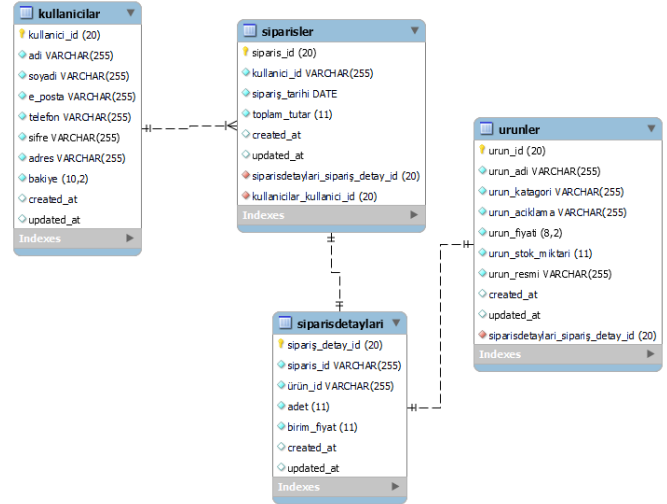 kullanicilar
kullanici_id (20)
adi VARCHAR(255)
soyadi VARCHAR(255)
e_posta VARCHAR(255)
telefon VARCHAR(255)
sifre VARCHAR(255)
adres VARCHAR(255)
bakiye (10,2)
created_at
updated_at
Indexes
siparisler
siparis_id (20)
kullanici_id VARCHAR(255)
sipariş_tarihi DATE
toplam_tutar (11)
created_at
updated_at
siparisdetaylari_sipariş_detay_id (20)
kullanicilar_kullanici_id (20)
Indexes
urunler
urun_id (20)
urun_adi VARCHAR(255)
urun_katagori VARCHAR(255)
urun_aciklama VARCHAR(255)
urun_fiyati (8,2)
urun_stok_miktari (11)
urun_resmi VARCHAR(255)
created_at
updated_at
siparisdetaylari_sipariş_detay_id (20)
Indexes
siparisdetaylari
sipariş_detay_id (20)
siparis_id VARCHAR(255)
ürün_id VARCHAR(255)
adet (11)
birim_fiyat (11)
created_at
updated_at
Indexes